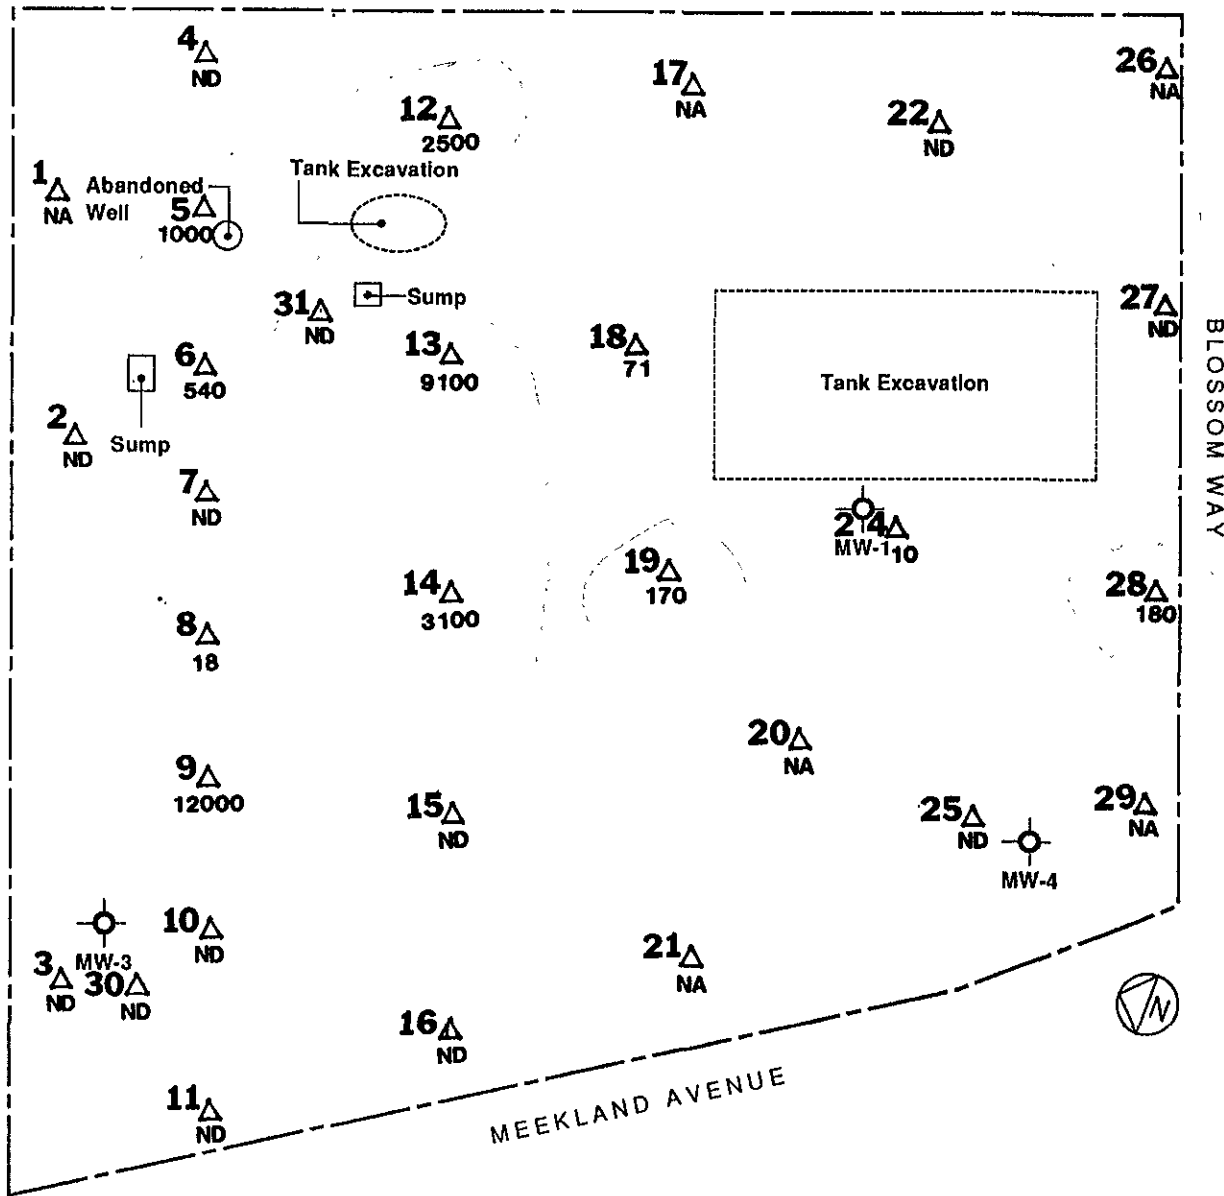 4
ND
17
NA
26
NA
12
2500
22
ND
Tank Excavation
1
NA
Abandoned
Well
5
1000
31
ND
Sump
27
ND
13
9100
18
71
Tank Excavation
6
540
Sump
2
ND
7
ND
BLOSSOM WAY
24
MW-1
10
19
170
14
3100
28
180
8
18
20
NA
9
12000
15
ND
25
ND
29
NA
MW-4
10
ND
MW-3
3
ND
30
ND
21
NA
16
ND
N
11
ND
MEEKLAND AVENUE